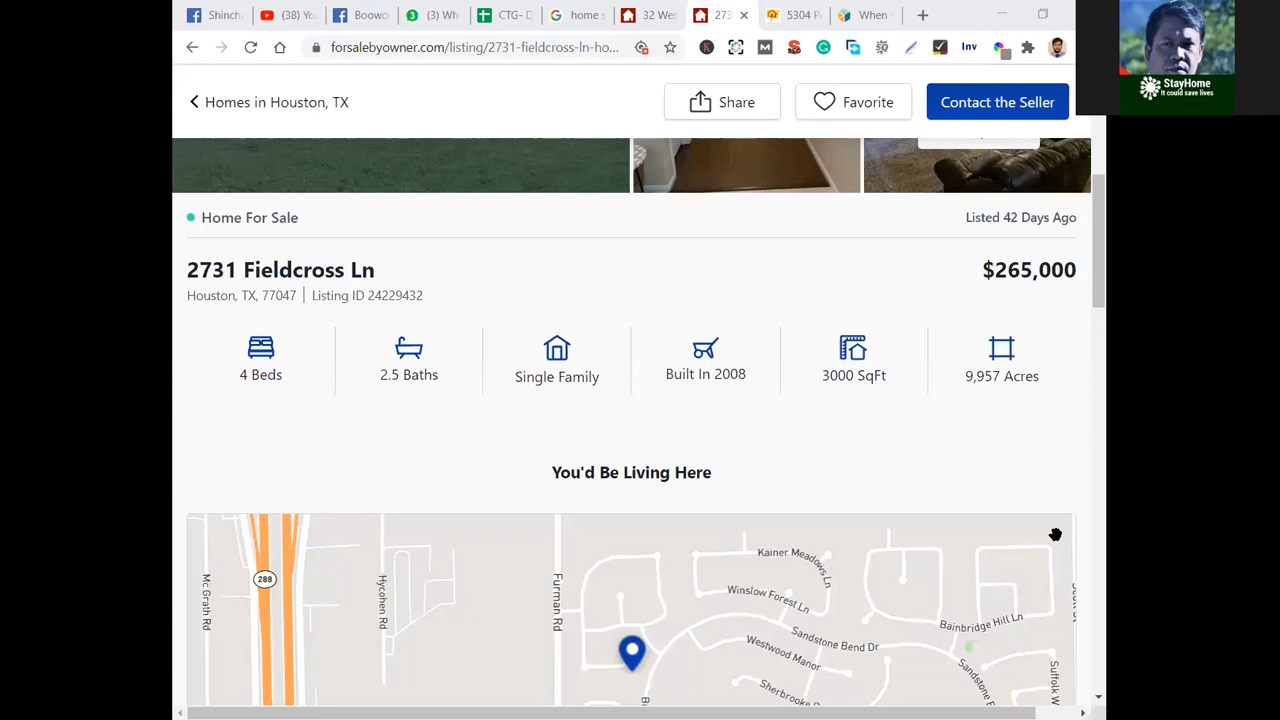 Shinch
(38) Yo
Boowc
(3) Wh
CTG- D
home s
32 Wes
273
5304 P
When
forsalebyowner.com/listing/2731-fieldcross-ln-ho...
Inv
StayHome
It could save lives
Homes in Houston, TX
Share
Favorite
Contact the Seller
Home For Sale
Listed 42 Days Ago
2731 Fieldcross Ln
$265,000
Houston, TX, 77047 | Listing ID 24229432
4 Beds
2.5 Baths
Single Family
Built In 2008
3000 SqFt
9,957 Acres
You'd Be Living Here
Mc Grath Rd
288
Hycohen Rd
Furman Rd
Kainer Meadows Ln
Winslow Forest Ln
Sandstone Bend Dr
Bainbridge Hill Ln
Westwood Manor
Sherbrooke
Sandstone
Suffolk W